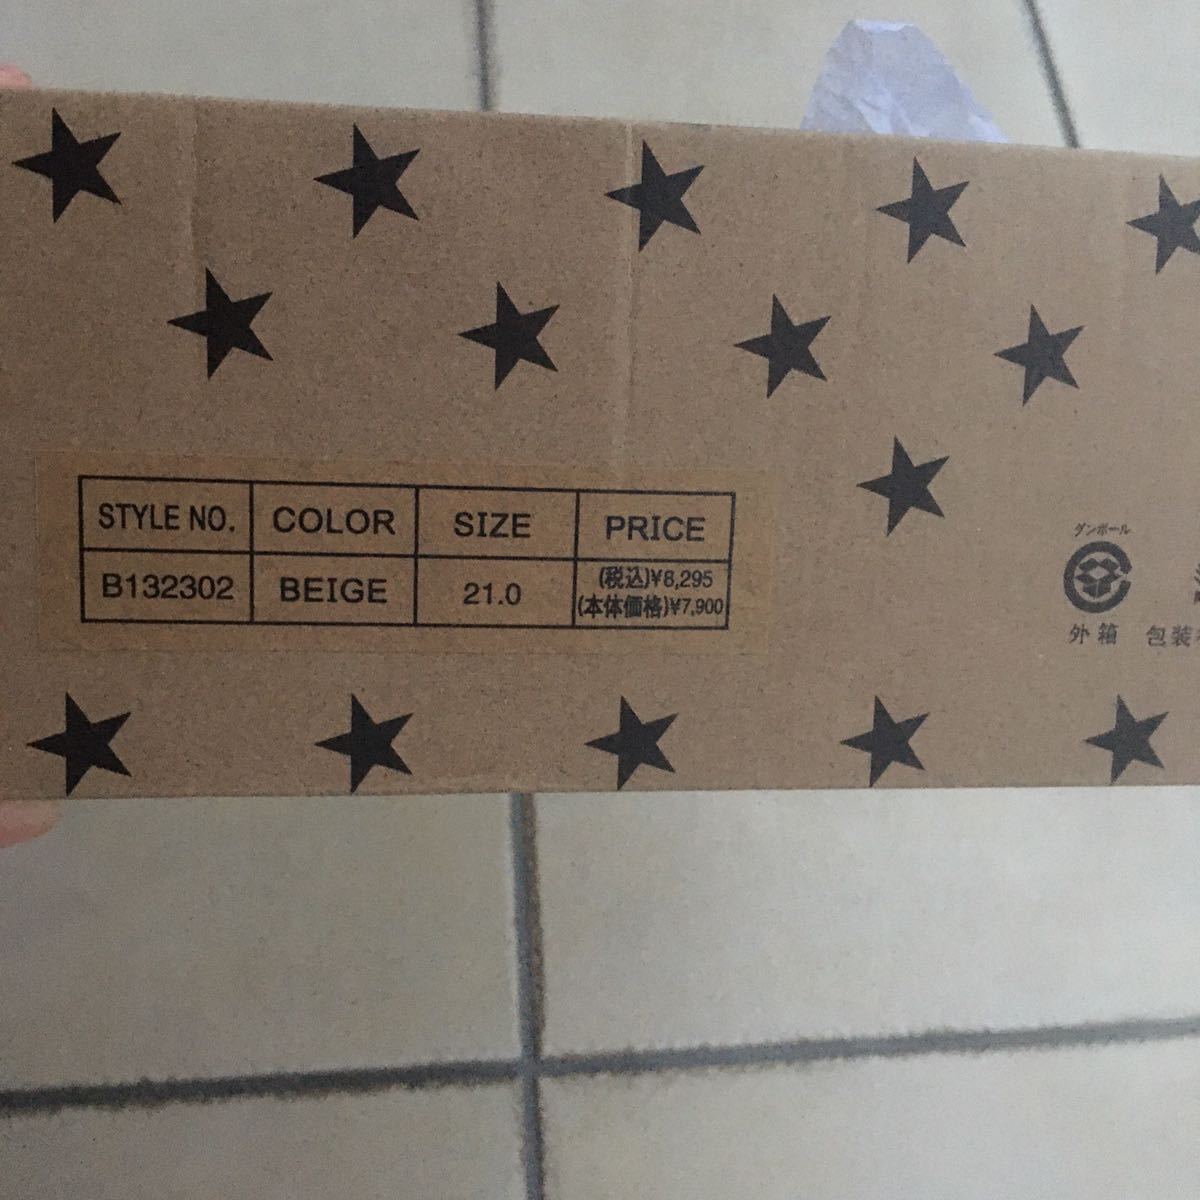 STYLE NO. COLOR SIZE PRICE
B132302 BEIGE 21.0 (税込)¥8,295
(本体価格)¥7,900
ダンボール
外箱 包装